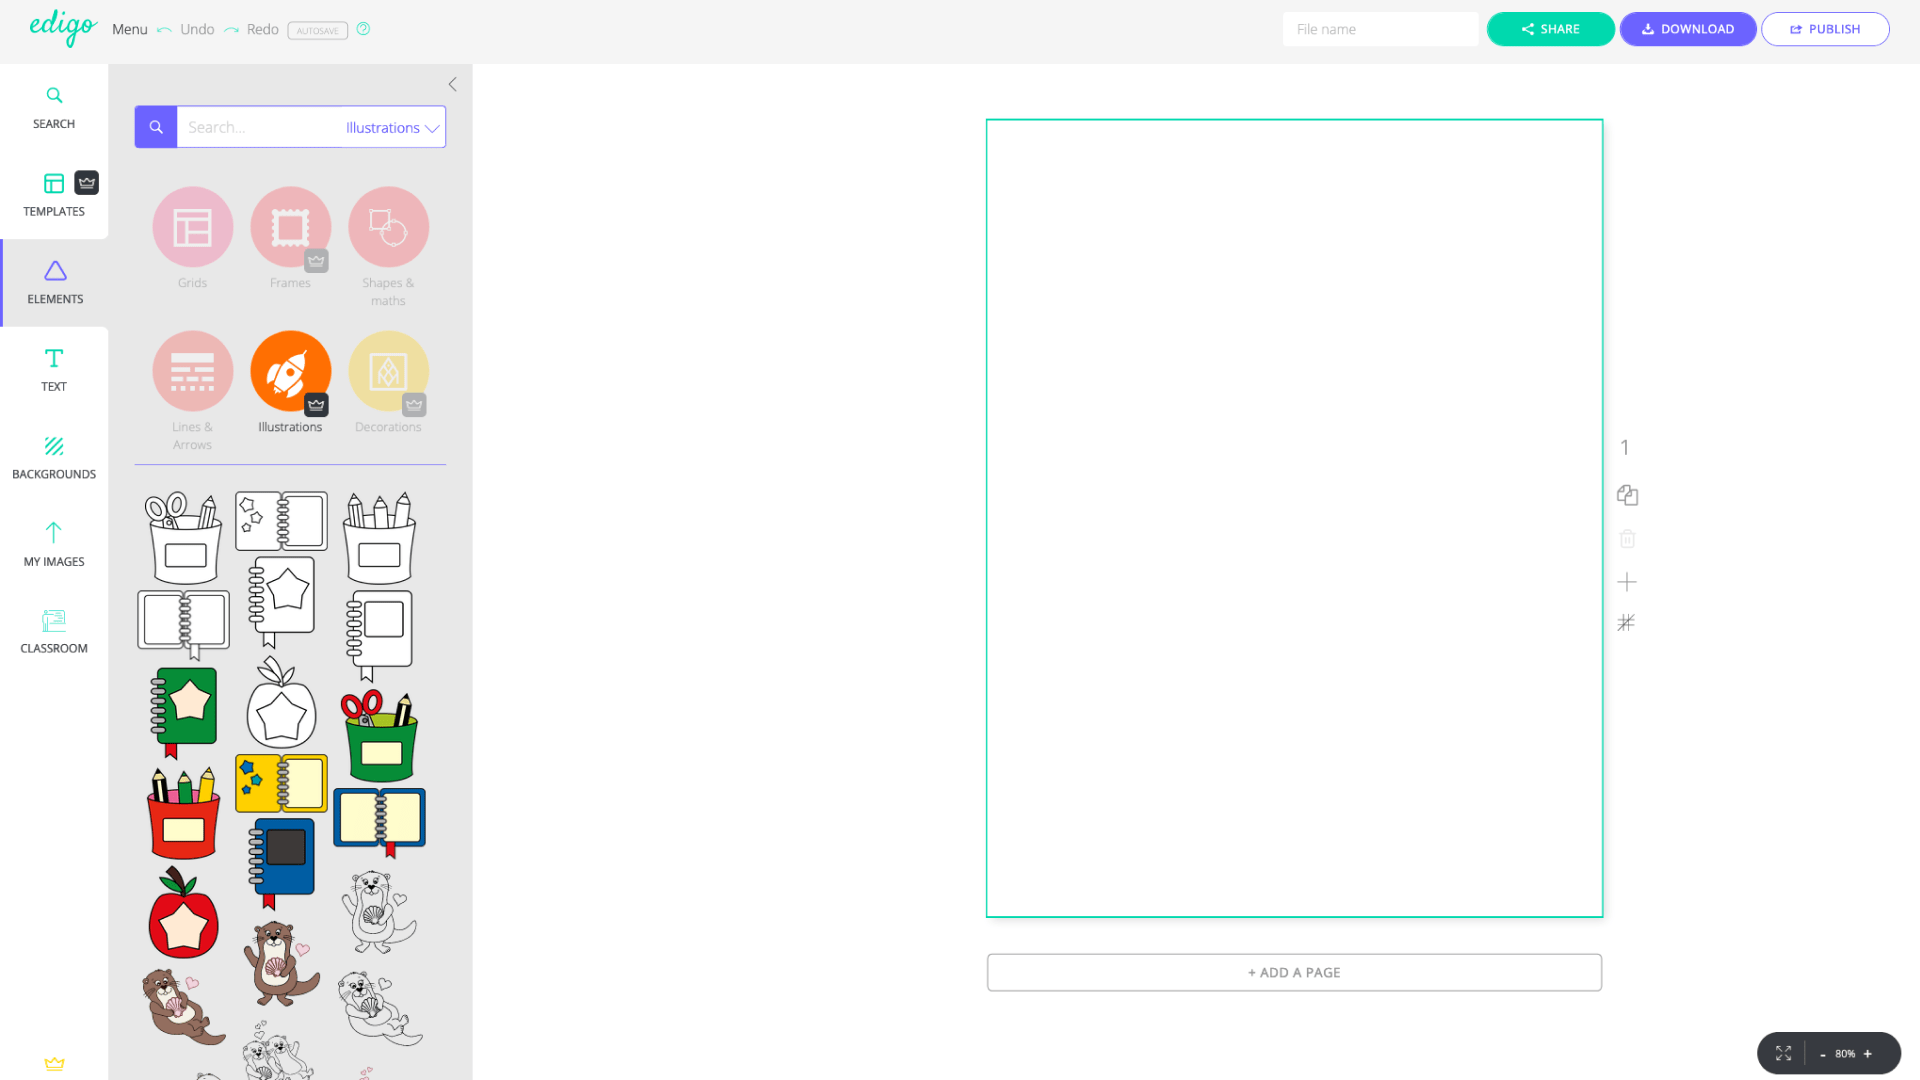 edigo
Menu Undo Redo AUTOSAVE ?
File name
SHARE
DOWNLOAD
PUBLISH
SEARCH
TEMPLATES
ELEMENTS
TEXT
BACKGROUNDS
MY IMAGES
CLASSROOM
Search...
Illustrations
Grids
Frames
Shapes &
maths
Lines &
Arrows
Illustrations
Decorations
1
+ ADD A PAGE
- 80% +